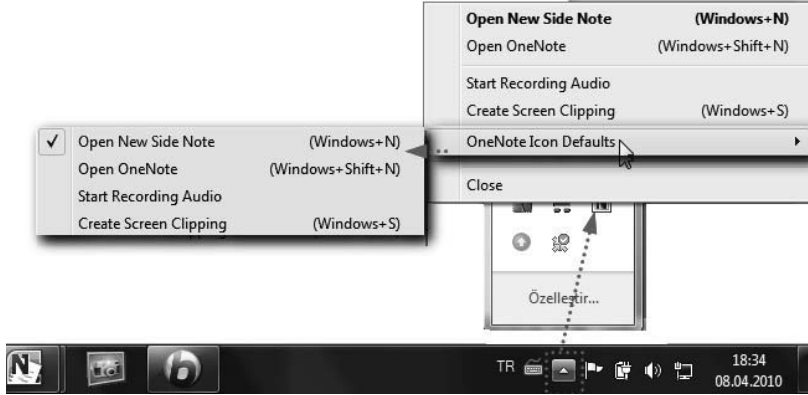 Open New Side Note (Windows+N)
Open OneNote (Windows+Shift+N)
Start Recording Audio
Create Screen Clipping (Windows+S)
OneNote Icon Defaults
Close
Open New Side Note (Windows+N)
Open OneNote (Windows+Shift+N)
Start Recording Audio
Create Screen Clipping (Windows+S)
Özelleştir...
N
TR
18:34
08.04.2010